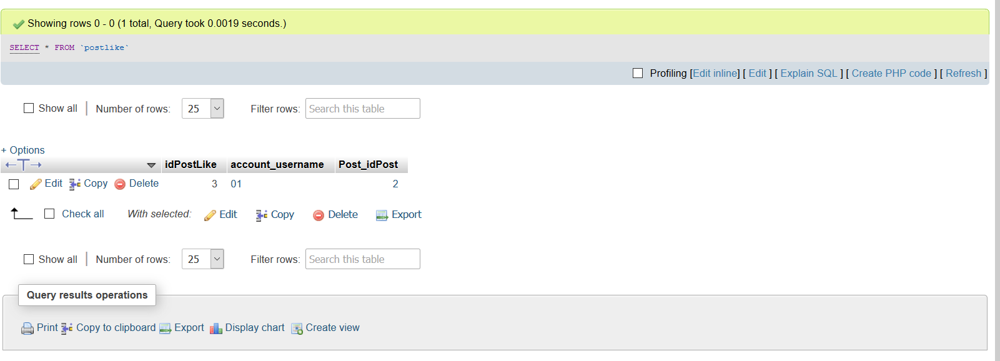 Showing rows 0 - 0 (1 total, Query took 0.0019 seconds.)
SELECT * FROM `postlike`
Profiling [Edit inline] [ Edit ] [ Explain SQL ] [ Create PHP code ] [ Refresh ]
Show all Number of rows: 25 Filter rows: Search this table
+ Options
idPostLike account_username Post_idPost
Edit Copy Delete 3 01 2
Check all With selected: Edit Copy Delete Export
Show all Number of rows: 25 Filter rows: Search this table
Query results operations
Print Copy to clipboard Export Display chart Create view